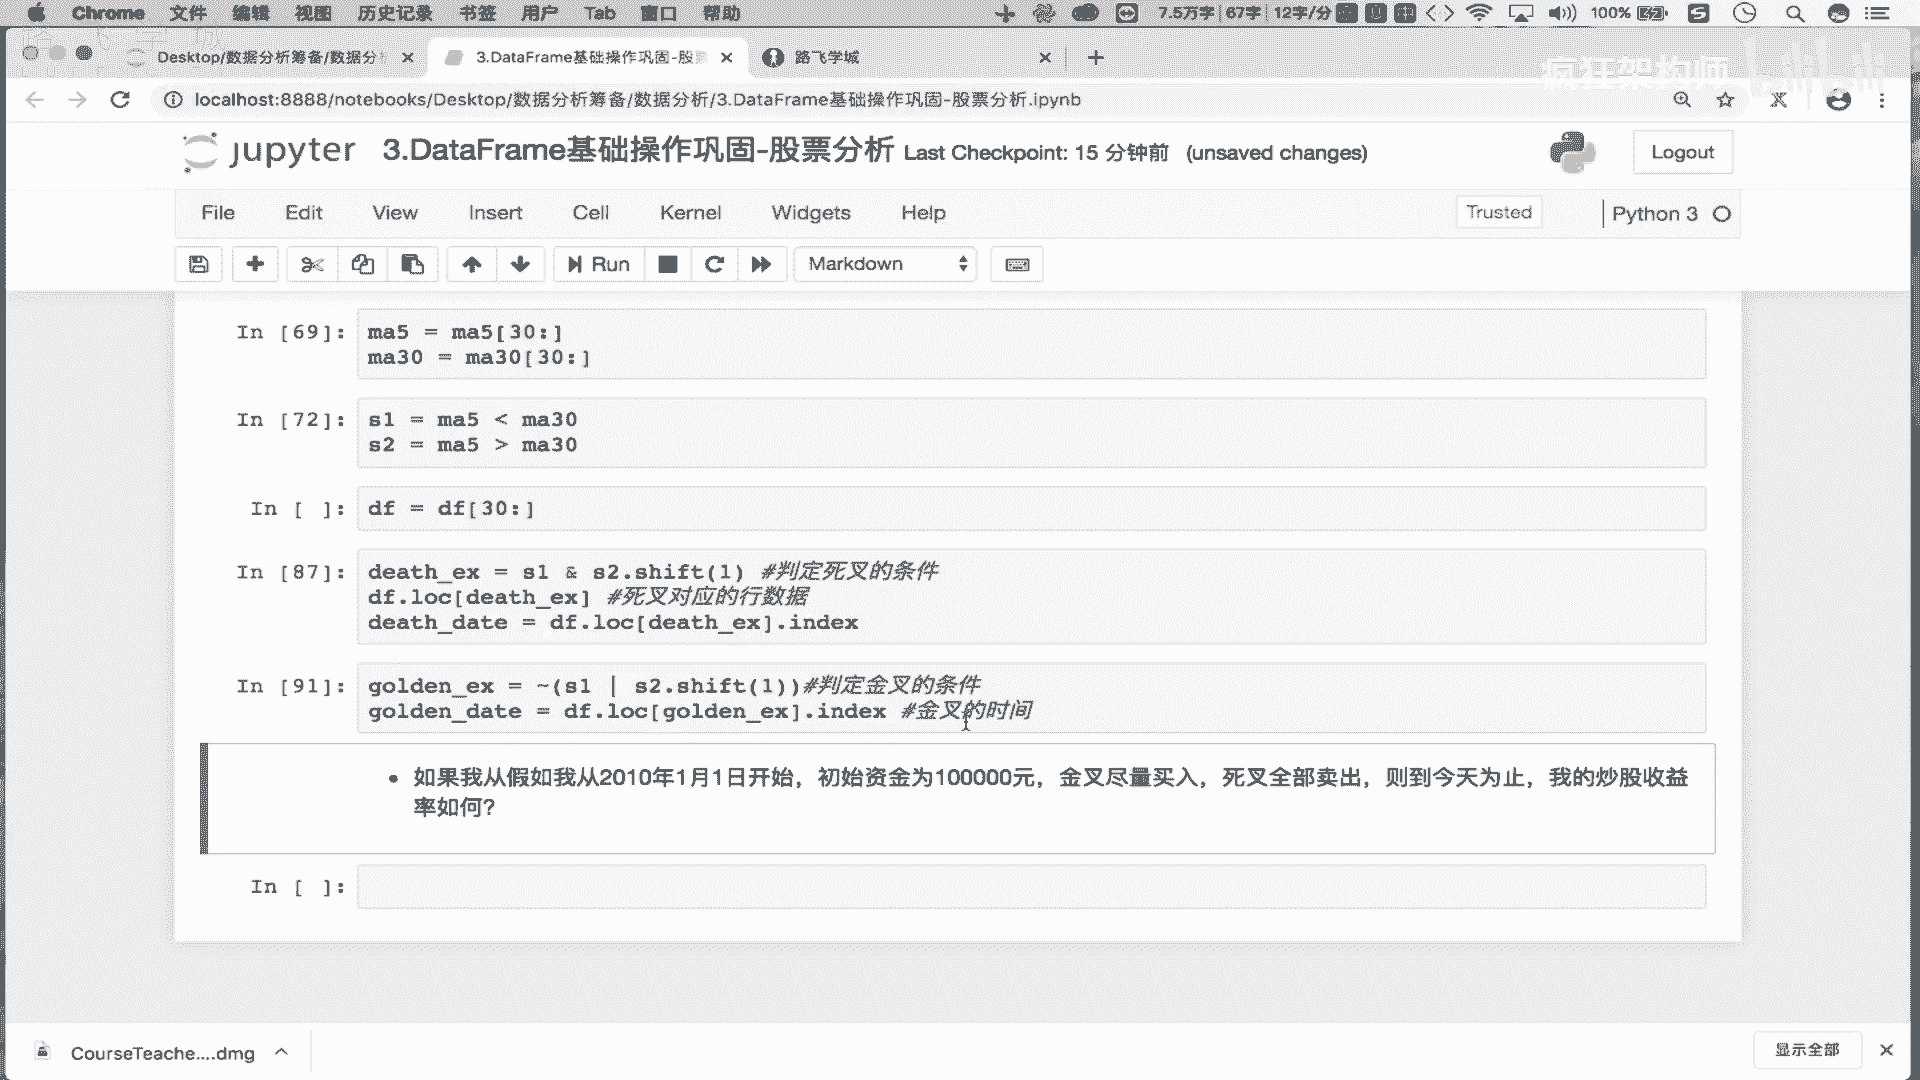 Chrome 文件 编辑 视图 历史记录 书签 用户 Tab 窗口 帮助 7.5万字 67字 12字/分 100%
Desktop/数据分析筹备/数据分析 3.DataFrame基础操作巩固-股票 路飞学城
疯狂架构师
localhost:8888/notebooks/Desktop/数据分析筹备/数据分析/3.DataFrame基础操作巩固-股票分析.ipynb
jupyter 3.DataFrame基础操作巩固-股票分析 Last Checkpoint: 15 分钟前 (unsaved changes) Logout
File Edit View Insert Cell Kernel Widgets Help Trusted Python 3
Run Markdown
In [69]: ma5 = ma5[30:]
ma30 = ma30[30:]
In [72]: s1 = ma5 < ma30
s2 = ma5 > ma30
In [ ]: df = df[30:]
In [87]: death_ex = s1 & s2.shift(1) #判定死叉的条件
df.loc[death_ex] #死叉对应的行数据
death_date = df.loc[death_ex].index
In [91]: golden_ex = ~(s1 | s2.shift(1))#判定金叉的条件
golden_date = df.loc[golden_ex].index #金叉的时间
• 如果我从假如我从2010年1月1日开始，初始资金为100000元，金叉尽量买入，死叉全部卖出，则到今天为止，我的炒股收益
率如何?
In [ ]:
CourseTeache....dmg 显示全部